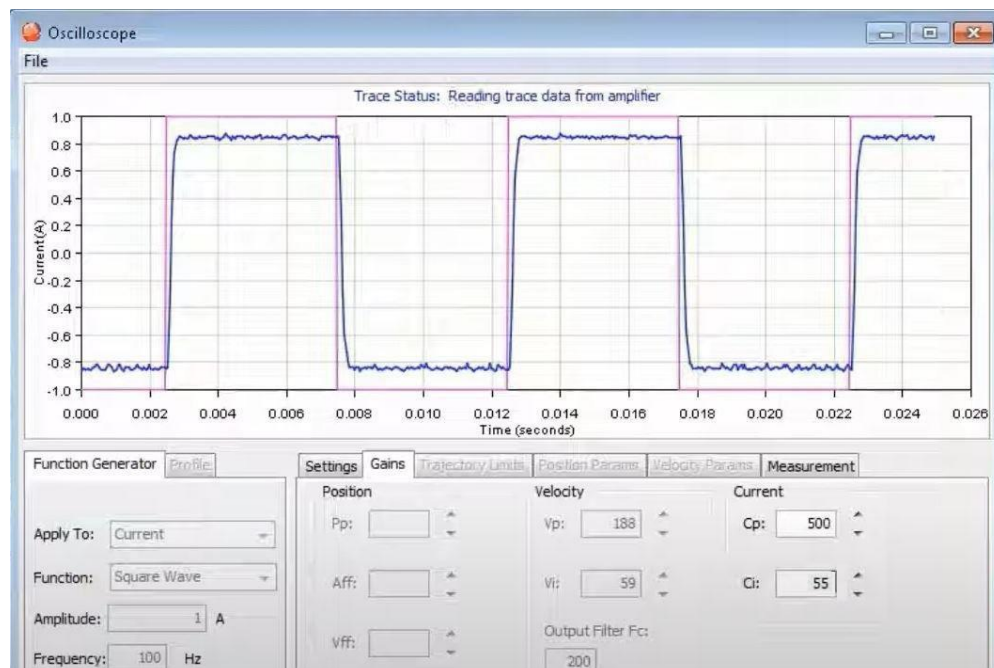 Oscilloscope
File
Trace Status: Reading trace data from amplifier
1.0
0.8
0.6
0.4
0.2
0.0
-0.2
-0.4
-0.6
-0.8
-1.0
Current(A)
0.000 0.002 0.004 0.006 0.008 0.010 0.012 0.014 0.016 0.018 0.020 0.022 0.024 0.026
Time (seconds)
Function Generator Profile
Apply To: Current
Function: Square Wave
Amplitude: 1 A
Frequency: 100 Hz
Settings Gains Trajectory Limits Position Params Velocity Params Measurement
Position Velocity Current
Pp: Vp: 188 Cp: 500
Aff: Vi: 59 Ci: 55
Vff: Output Filter Fc:
200